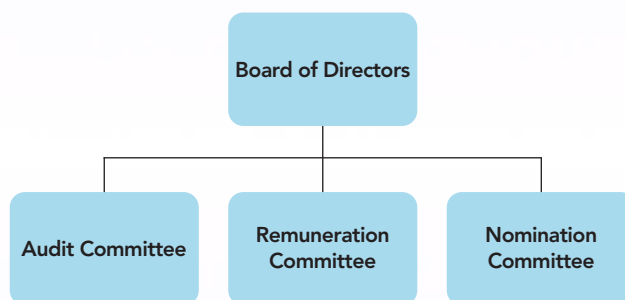 Board of Directors
Audit Committee
Remuneration
Committee
Nomination
Committee